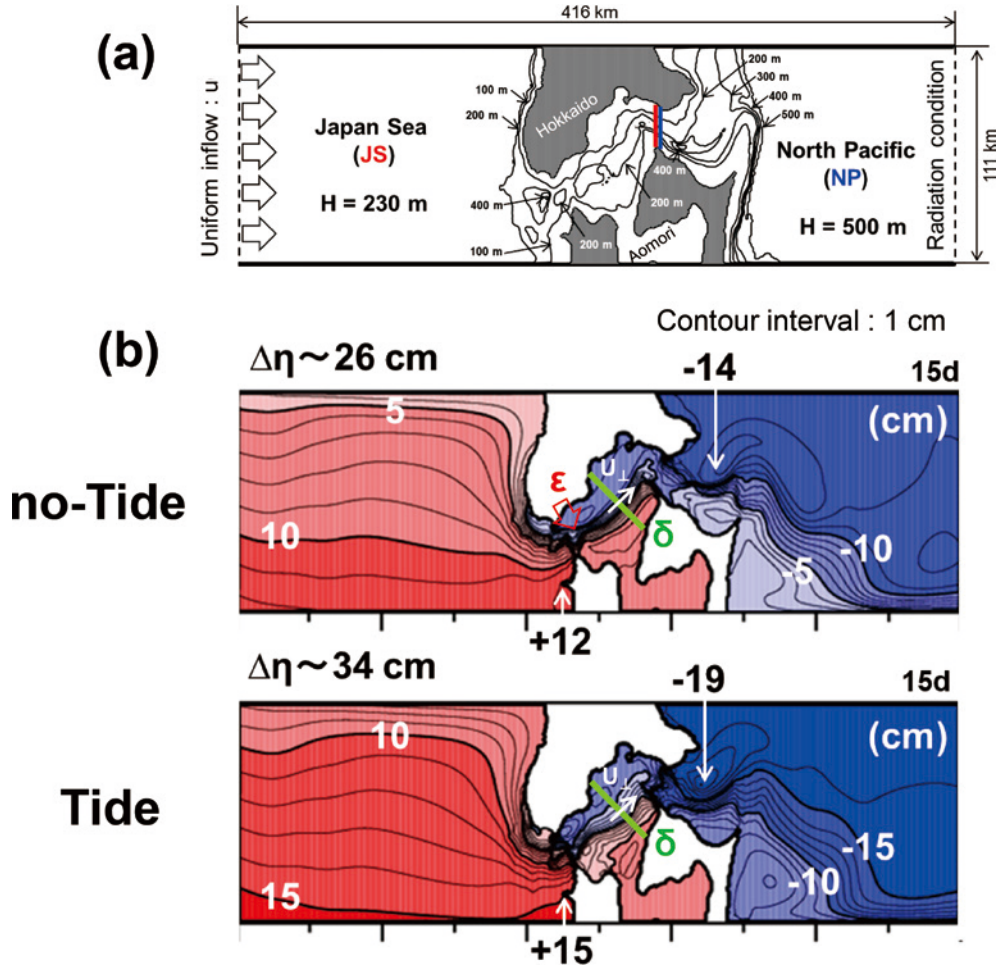 (a)
416 km
Uniform inflow : u
Japan Sea
(JS)
H = 230 m
100 m
200 m
Hokkaido
200 m
300 m
400 m
500 m
400 m
400 m
200 m
200 m
100 m
Aomori
North Pacific
(NP)
H = 500 m
Radiation condition
111 km
(b)
Contour interval : 1 cm
Δη~26 cm
-14
15d
no-Tide
5
10
ε
U⊥
δ
(cm)
-10
-5
+12
Δη~34 cm
-19
15d
Tide
10
15
U⊥
δ
(cm)
-15
-10
+15